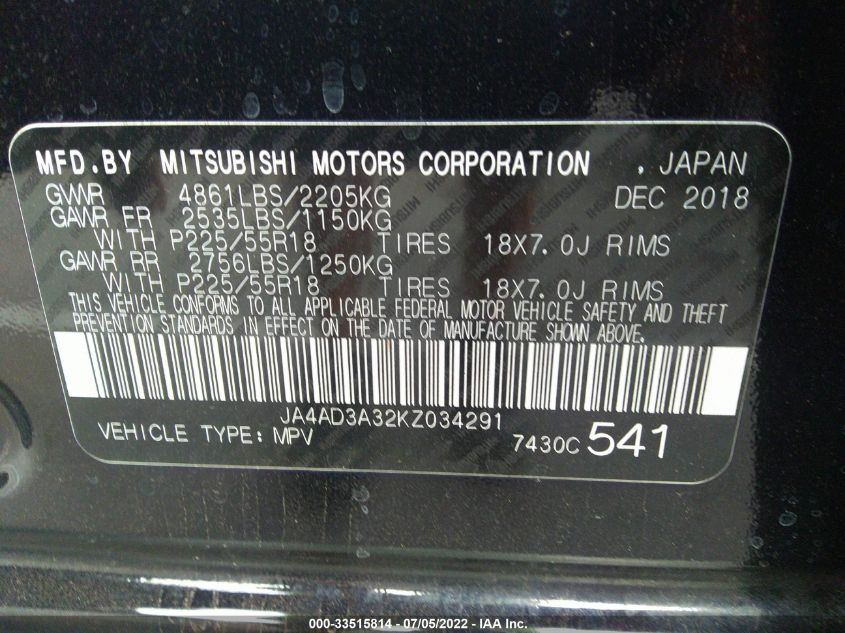 MFD.BY MITSUBISHI MOTORS CORPORATION , JAPAN
GVWR 4861LBS/2205KG DEC 2018
GAWR FR 2535LBS/1150KG
WITH P225/55R18 TIRES 18X7.0J RIMS
GAWR RR 2756LBS/1250KG
WITH P225/55R18 TIRES 18X7.0J RIMS
THIS VEHICLE CONFORMS TO ALL APPLICABLE FEDERAL MOTOR VEHICLE SAFETY AND THEFT
PREVENTION STANDARDS IN EFFECT ON THE DATE OF MANUFACTURE SHOWN ABOVE.
JA4AD3A32KZ034291
VEHICLE TYPE: MPV 7430C 541
000-33515814 - 07/05/2022 - IAA Inc.